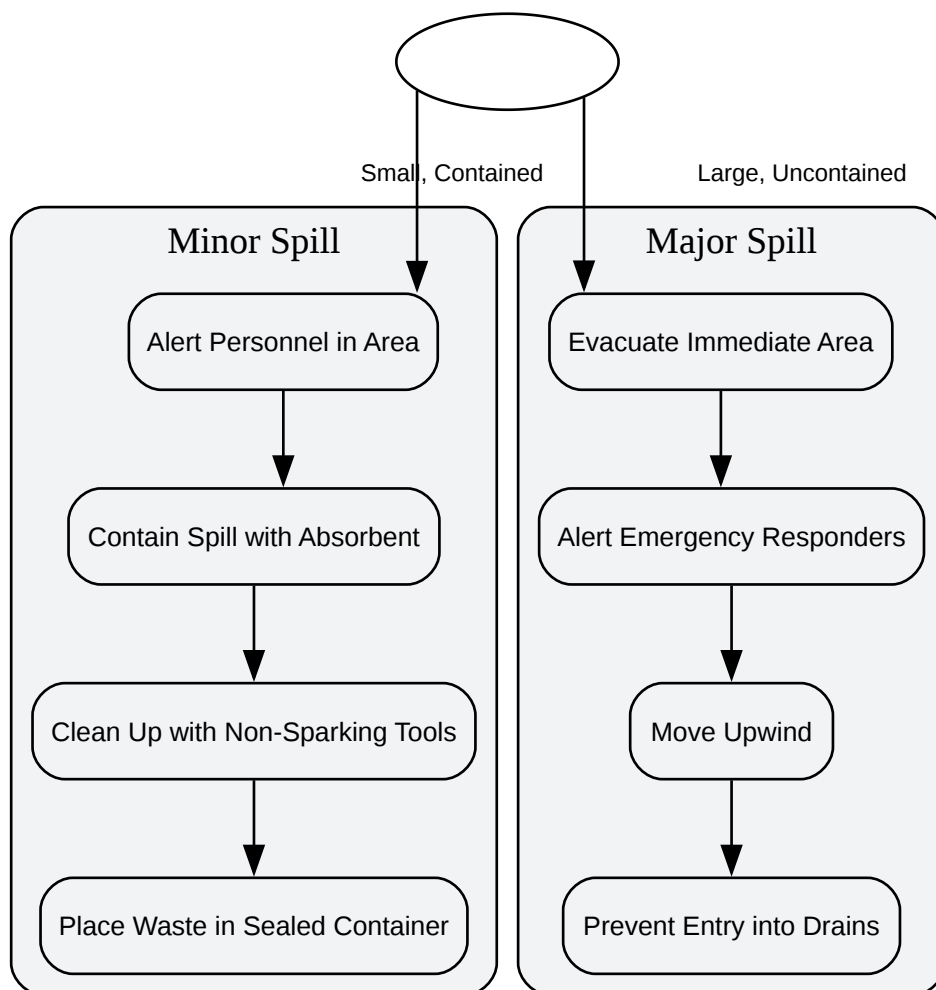 Small, Contained
Large, Uncontained
Minor Spill
Major Spill
Alert Personnel in Area
Evacuate Immediate Area
Contain Spill with Absorbent
Alert Emergency Responders
Clean Up with Non-Sparking Tools
Move Upwind
Place Waste in Sealed Container
Prevent Entry into Drains